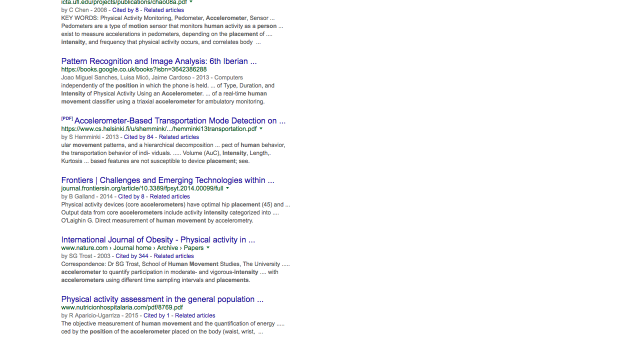 icta.ufl.edu/projects/publications/chao08a.pdf
by C Chen - 2008 - Cited by 8 - Related articles
KEY WORDS: Physical Activity Monitoring, Pedometer, Accelerometer, Sensor ...
Pedometers are a type of motion sensor that monitors human activity as a person ...
exist to measure accelerations in pedometers, depending on the placement of ....
Intensity, and frequency that physical activity occurs, and correlates body ...
Pattern Recognition and Image Analysis: 6th Iberian ...
https://books.google.co.uk/books?isbn=3642386288
Joao Miguel Sanches, Luisa Micó, Jaime Cardoso - 2013 - Computers
independently of the position in which the phone is held. ... of Type, Duration, and
Intensity of Physical Activity Using an Accelerometer. ... of a real-time human
movement classifier using a triaxial accelerometer for ambulatory monitoring.
[PDF] Accelerometer-Based Transportation Mode Detection on ...
https://www.cs.helsinki.fi/u/shemmink/.../hemminki13transportation.pdf
by S Hemminki - 2013 - Cited by 84 - Related articles
ular movement patterns, and a hierarchical decomposition ... pect of human behavior,
the transportation behavior of indi- viduals. ..... Volume (AuC), Intensity, Length,.
Kurtosis ... based features are not susceptible to device placement; see.
Frontiers | Challenges and Emerging Technologies within ...
journal.frontiersin.org/article/10.3389/fpsyt.2014.00099/full
by B Galland - 2014 - Cited by 8 - Related articles
Physical activity devices (core accelerometers) have optimal hip placement (45) and ...
Output data from core accelerometers include activity intensity categorized into ....
O'Laighin G. Direct measurement of human movement by accelerometry.
International Journal of Obesity - Physical activity in ...
www.nature.com › Journal home › Archive › Papers
by SG Trost - 2003 - Cited by 344 - Related articles
Correspondence: Dr SG Trost, School of Human Movement Studies, The University .....
accelerometer to quantify participation in moderate- and vigorous-intensity .... with
accelerometers using different time sampling intervals and placements.
Physical activity assessment in the general population ...
www.nutricionhospitalaria.com/pdf/8769.pdf
by R Aparicio-Ugarriza - 2015 - Cited by 1 - Related articles
The objective measurement of human movement and the quantification of energy ....
ced by the position of the accelerometer placed on the body (waist, wrist, ...